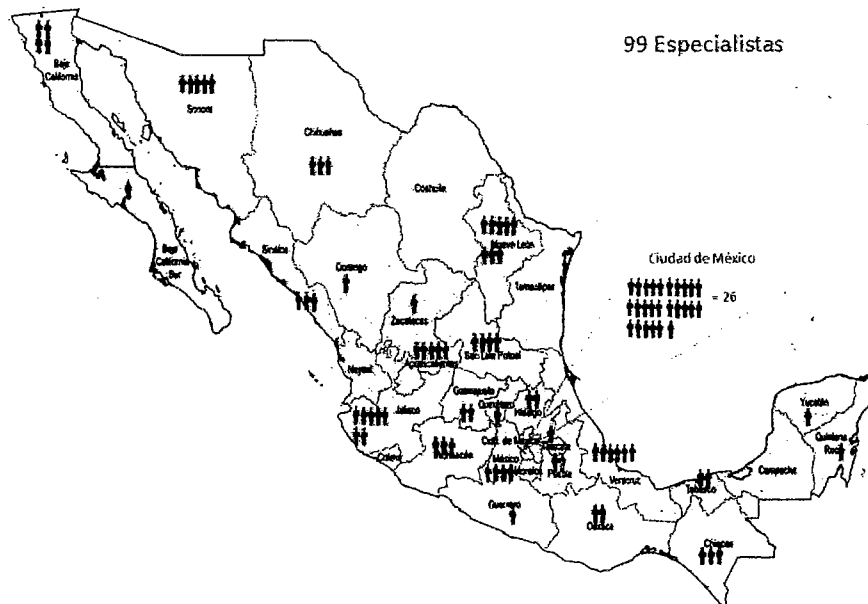 99 Especialistas
Baja
California
Sonora
Chihuahua
Coahuila
Nuevo León
Ciudad de México
= 26
Baja
California
Sur
Sinaloa
Durango
Tamaulipas
Zacatecas
San Luis Potosí
Aguascalientes
Nayarit
Guanajuato
Querétaro
Hidalgo
Jalisco
Yucatán
Quintana
Roo
Colima
Michoacán
México
Morelos
Puebla
Veracruz
Tabasco
Campeche
Guerrero
Oaxaca
Chiapas